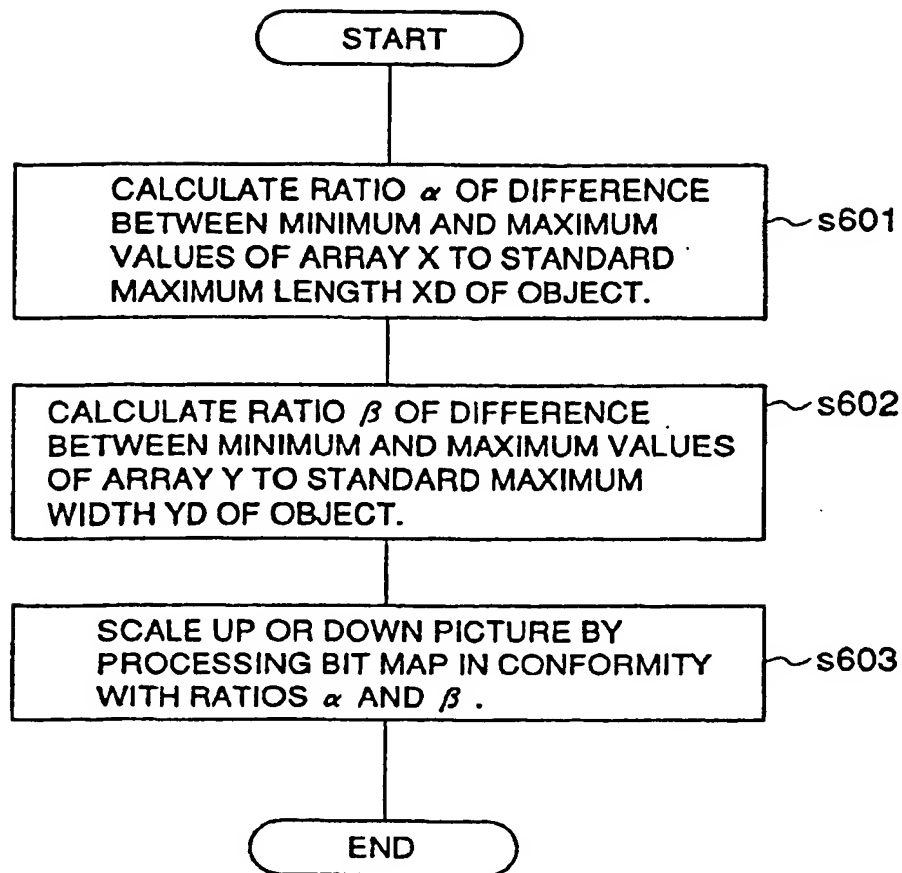 START
CALCULATE RATIO α OF DIFFERENCE
BETWEEN MINIMUM AND MAXIMUM
VALUES OF ARRAY X TO STANDARD
MAXIMUM LENGTH XD OF OBJECT.
s601
CALCULATE RATIO β OF DIFFERENCE
BETWEEN MINIMUM AND MAXIMUM VALUES
OF ARRAY Y TO STANDARD MAXIMUM
WIDTH YD OF OBJECT.
s602
SCALE UP OR DOWN PICTURE BY
PROCESSING BIT MAP IN CONFORMITY
WITH RATIOS α AND β .
s603
END